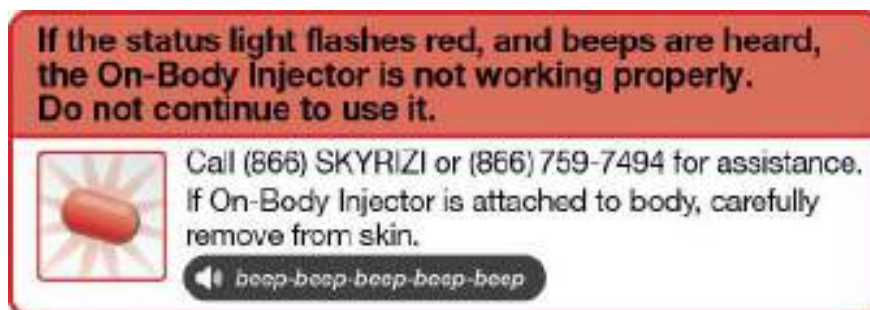 If the status light flashes red, and beeps are heard,
the On-Body Injector is not working properly.
Do not continue to use it.
Call (866) SKYRIZI or (866) 759-7494 for assistance.
If On-Body Injector is attached to body, carefully
remove from skin.
beep-beep-beep-beep-beep